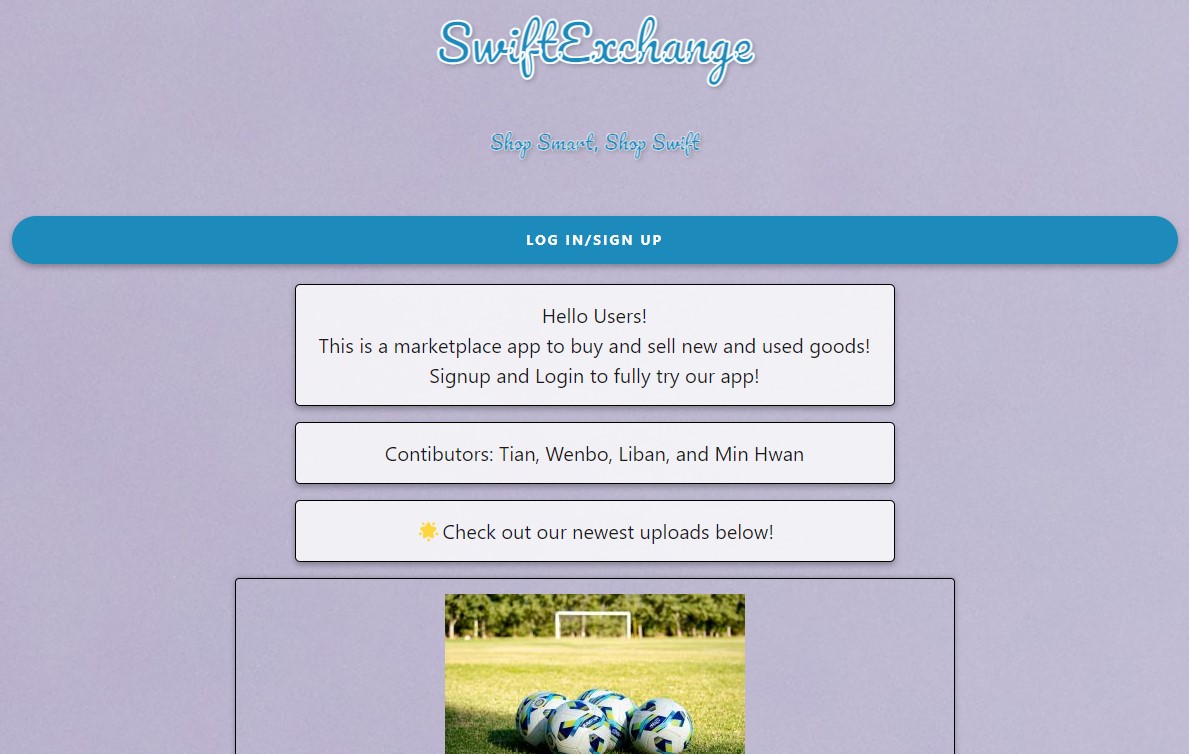 SwiftExchange
Shop Smart, Shop Swift
LOG IN/SIGN UP
Hello Users!
This is a marketplace app to buy and sell new and used goods!
Signup and Login to fully try our app!
Contibutors: Tian, Wenbo, Liban, and Min Hwan
🌟 Check out our newest uploads below!